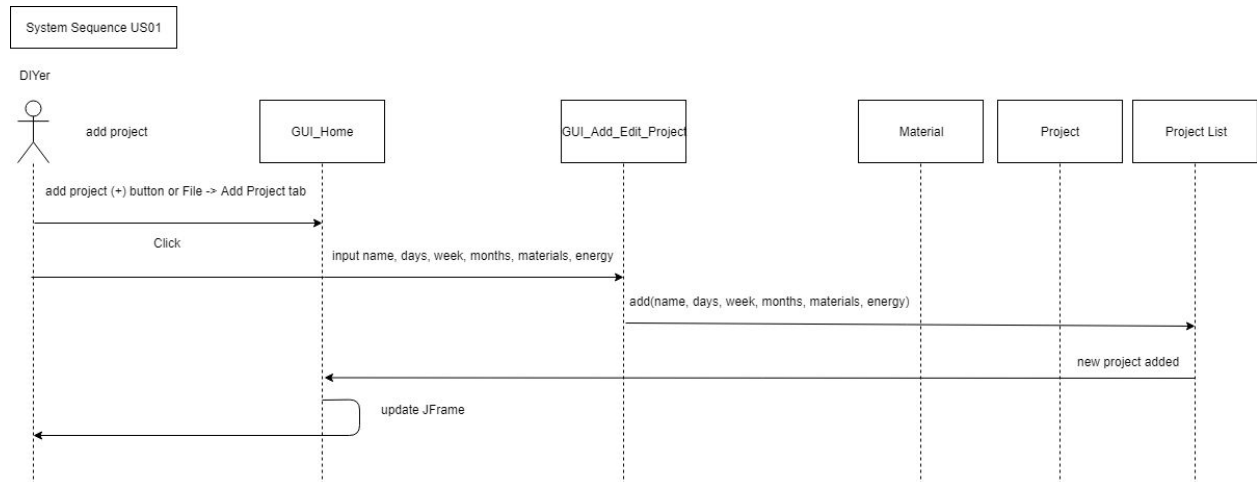 System Sequence US01
DIYer
add project
GUI_Home
GUI_Add_Edit_Project
Material
Project
Project List
add project (+) button or File -> Add Project tab
Click
input name, days, week, months, materials, energy
add(name, days, week, months, materials, energy)
new project added
update JFrame